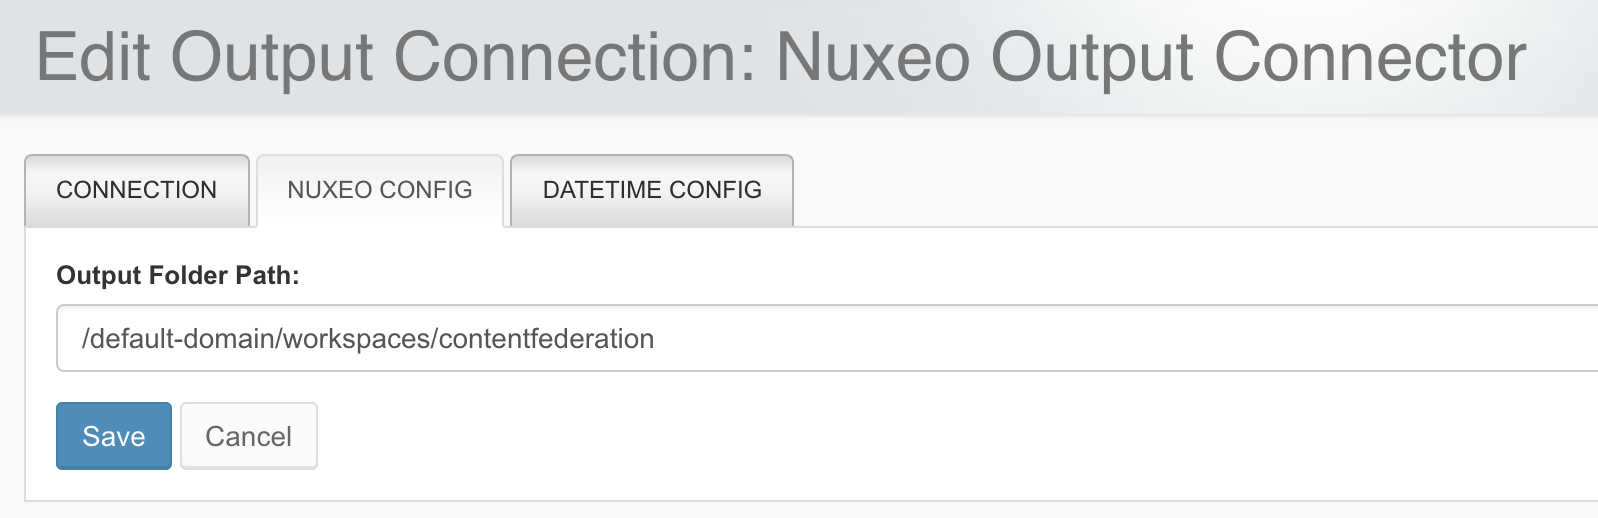 Edit Output Connection: Nuxeo Output Connector
CONNECTION NUXEO CONFIG DATETIME CONFIG
Output Folder Path:
/default-domain/workspaces/contentfederation
Save Cancel